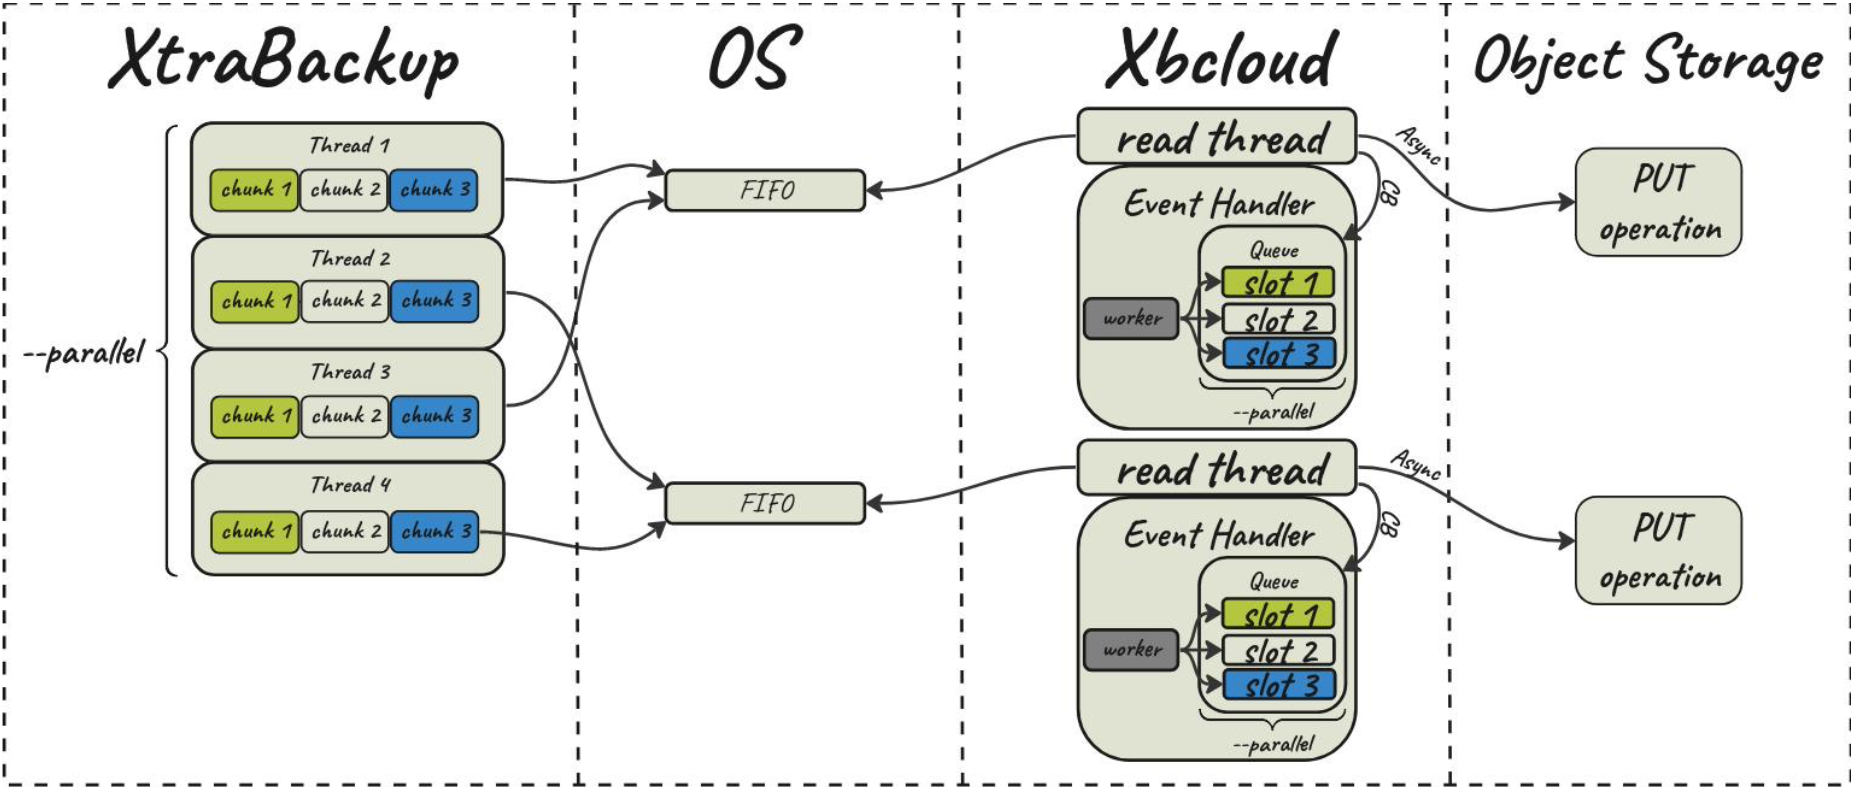 XtraBackup
OS
Xbcloud
Object Storage
--parallel
Thread 1
chunk 1 chunk 2 chunk 3
Thread 2
chunk 1 chunk 2 chunk 3
Thread 3
chunk 1 chunk 2 chunk 3
Thread 4
chunk 1 chunk 2 chunk 3
FIFO
FIFO
read thread
Async
CB
Event Handler
Queue
slot 1
worker
slot 2
slot 3
--parallel
read thread
Async
CB
Event Handler
Queue
slot 1
worker
slot 2
slot 3
--parallel
PUT
operation
PUT
operation